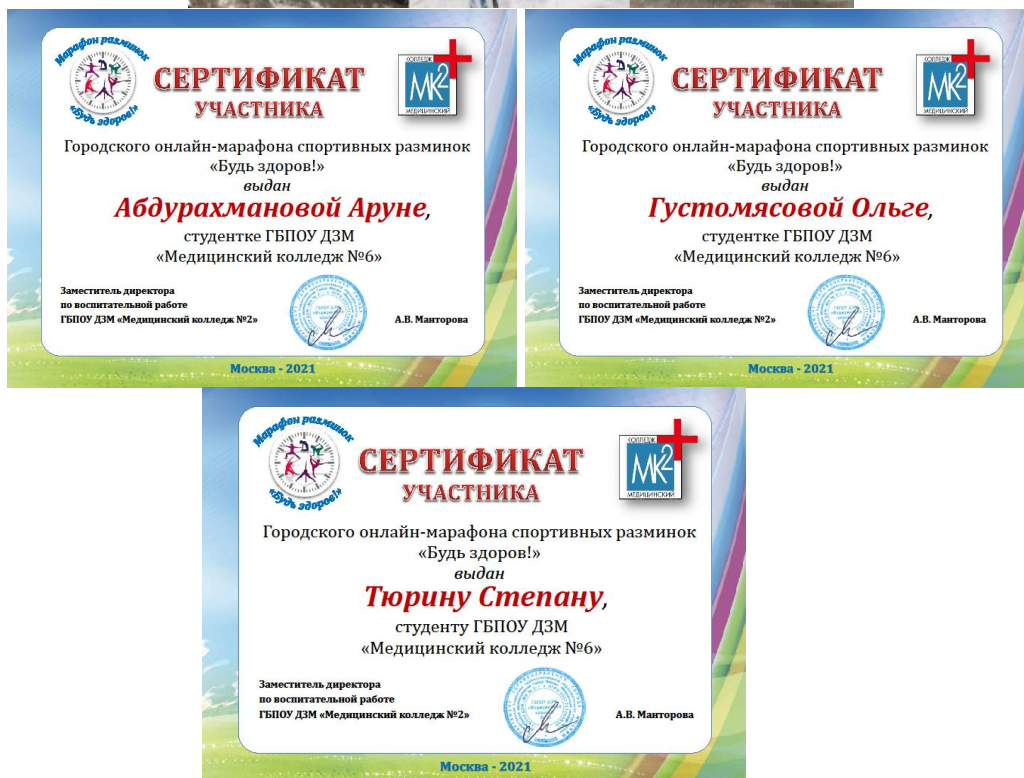 Марафон разминок
«Будь здоров!»
КОЛЛЕДЖ
МК2
МЕДИЦИНСКИЙ
СЕРТИФИКАТ
УЧАСТНИКА
Городского онлайн-марафона спортивных разминок
«Будь здоров!»
выдан
Абдурахмановой Аруне,
студентке ГБПОУ ДЗМ
«Медицинский колледж №6»
Заместитель директора
по воспитательной работе
ГБПОУ ДЗМ «Медицинский колледж №2»
А.В. Манторова
Москва - 2021
Марафон разминок
«Будь здоров!»
КОЛЛЕДЖ
МК2
МЕДИЦИНСКИЙ
СЕРТИФИКАТ
УЧАСТНИКА
Городского онлайн-марафона спортивных разминок
«Будь здоров!»
выдан
Густомясовой Ольге,
студентке ГБПОУ ДЗМ
«Медицинский колледж №6»
Заместитель директора
по воспитательной работе
ГБПОУ ДЗМ «Медицинский колледж №2»
А.В. Манторова
Москва - 2021
Марафон разминок
«Будь здоров!»
КОЛЛЕДЖ
МК2
МЕДИЦИНСКИЙ
СЕРТИФИКАТ
УЧАСТНИКА
Городского онлайн-марафона спортивных разминок
«Будь здоров!»
выдан
Тюрину Степану,
студенту ГБПОУ ДЗМ
«Медицинский колледж №6»
Заместитель директора
по воспитательной работе
ГБПОУ ДЗМ «Медицинский колледж №2»
А.В. Манторова
Москва - 2021